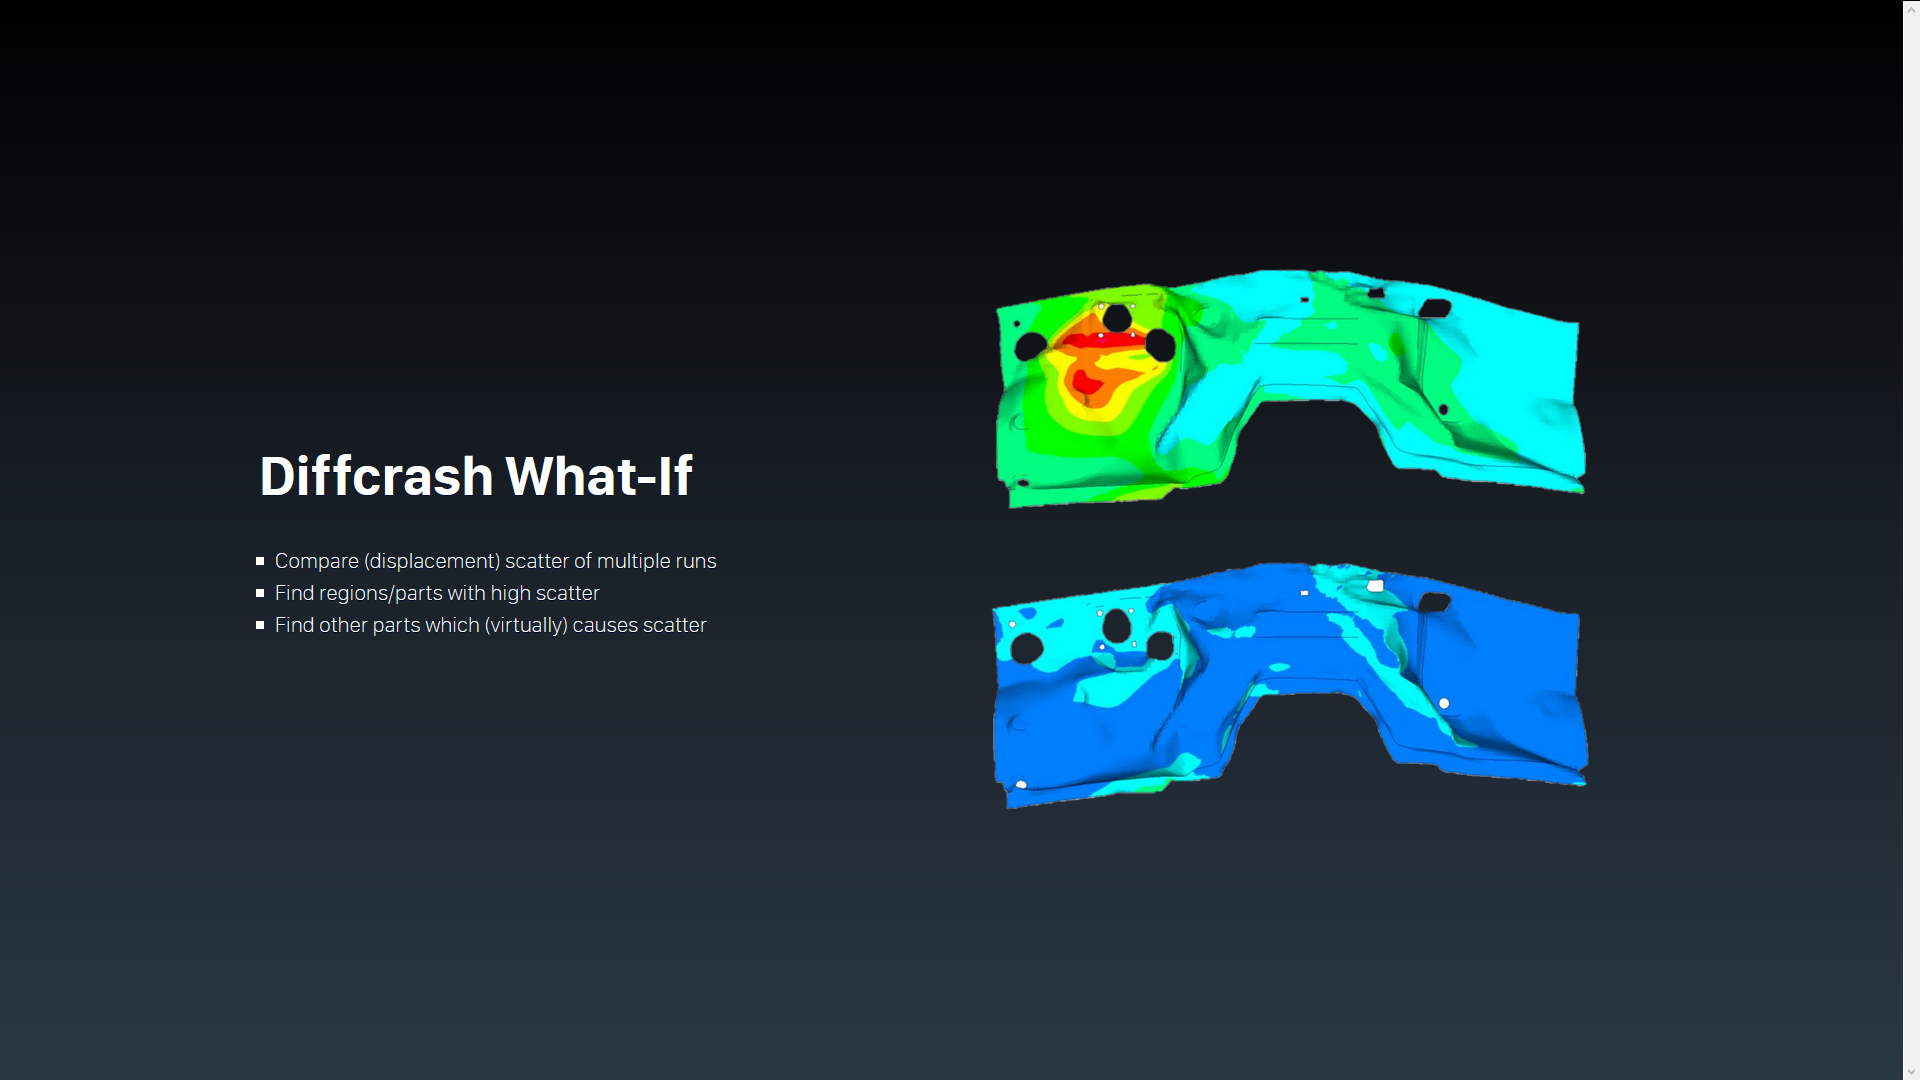 Diffcrash What-If
Compare (displacement) scatter of multiple runs
Find regions/parts with high scatter
Find other parts which (virtually) causes scatter